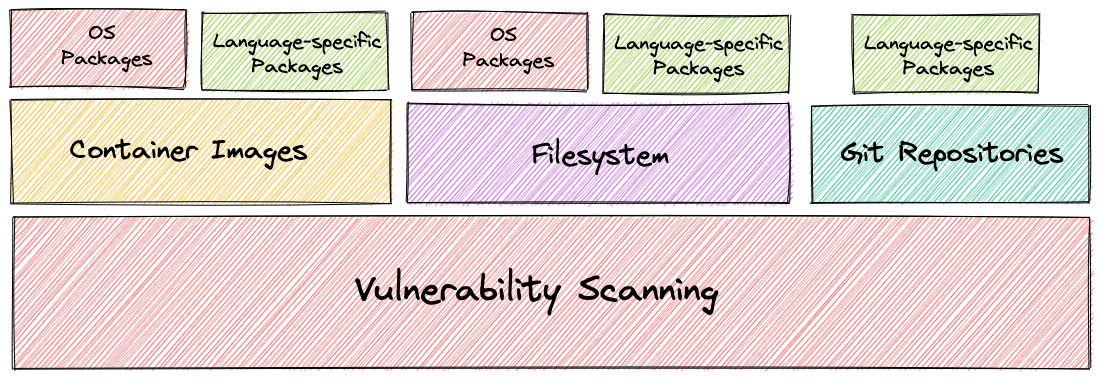 OS
Packages
Language-specific
Packages
OS
Packages
Language-specific
Packages
Language-specific
Packages
Container Images
Filesystem
Git Repositories
Vulnerability Scanning